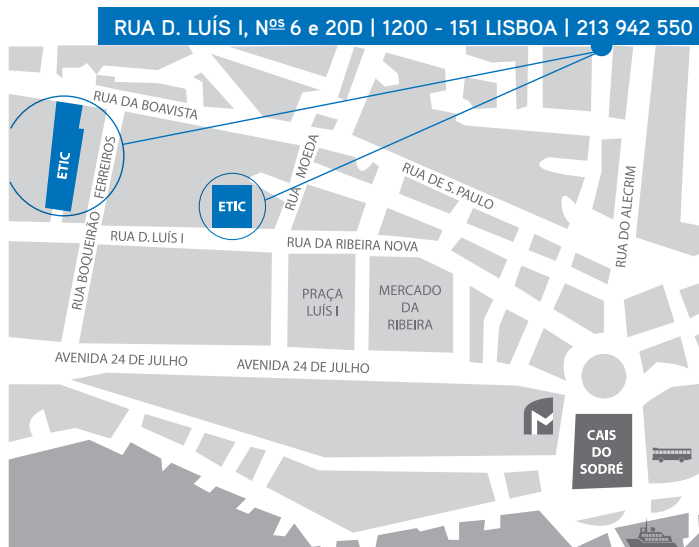 RUA D. LUÍS I, Nºˢ 6 e 20D | 1200 - 151 LISBOA | 213 942 550
RUA DA BOAVISTA
ETIC
RUA BOQUEIRÃO FERREIROS
RUA MOEDA
ETIC
RUA DE S. PAULO
RUA DO ALECRIM
RUA D. LUÍS I
RUA DA RIBEIRA NOVA
PRAÇA
LUÍS I
MERCADO
DA
RIBEIRA
AVENIDA 24 DE JULHO
AVENIDA 24 DE JULHO
M
CAIS
DO
SODRÉ